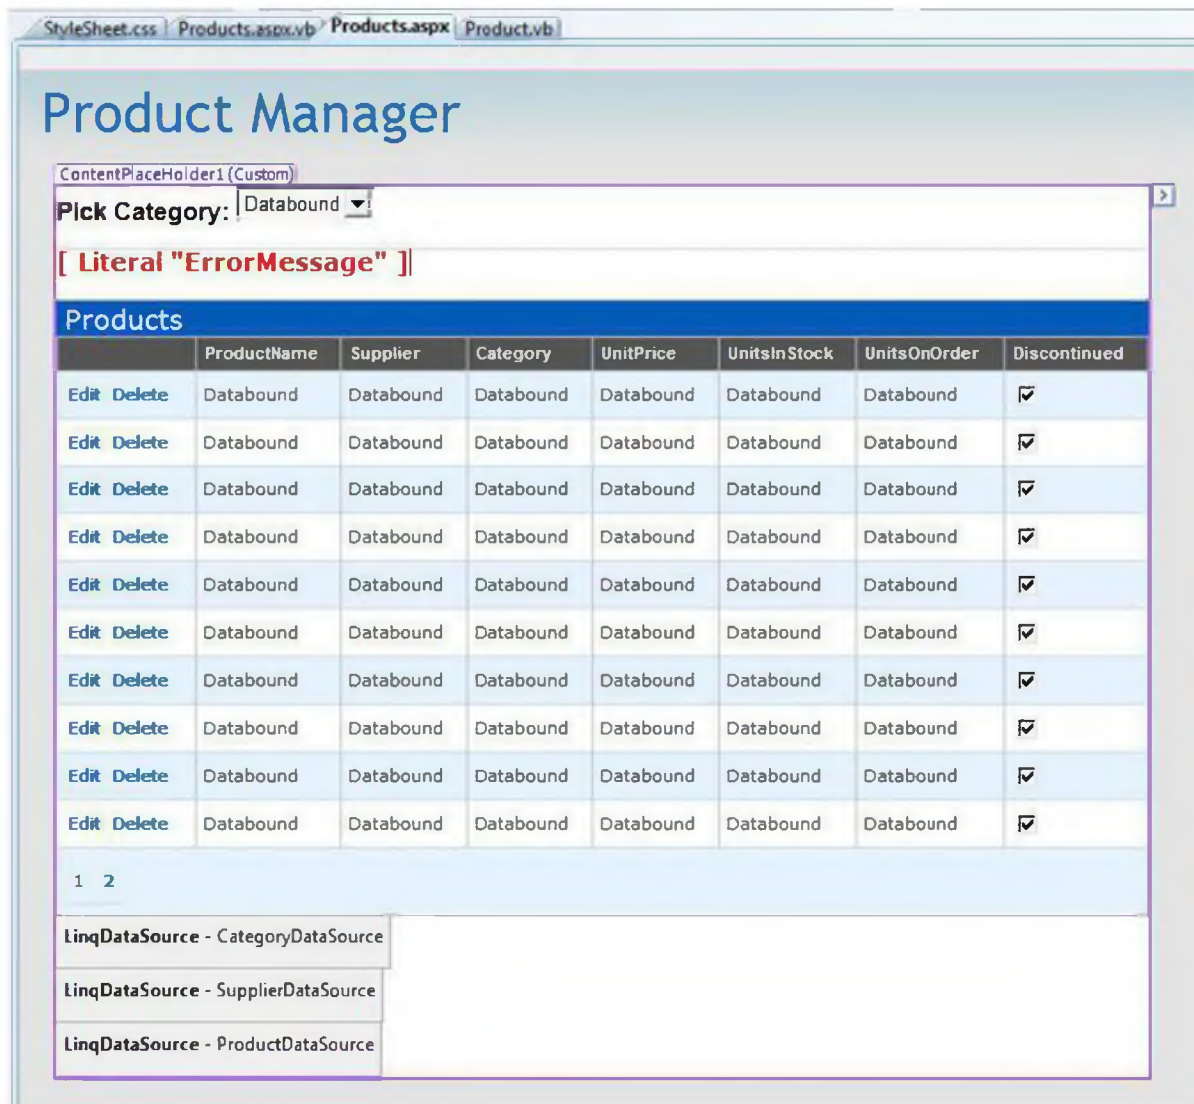 StyleSheet.css Products.aspx.vb Products.aspx Product.vb
Product Manager
ContentPlaceHolder1 (Custom)
Pick Category: Databound
[ Literal "ErrorMessage" ]
Products
ProductName Supplier Category UnitPrice UnitsInStock UnitsOnOrder Discontinued
Edit Delete Databound Databound Databound Databound Databound Databound
Edit Delete Databound Databound Databound Databound Databound Databound
Edit Delete Databound Databound Databound Databound Databound Databound
Edit Delete Databound Databound Databound Databound Databound Databound
Edit Delete Databound Databound Databound Databound Databound Databound
Edit Delete Databound Databound Databound Databound Databound Databound
Edit Delete Databound Databound Databound Databound Databound Databound
Edit Delete Databound Databound Databound Databound Databound Databound
Edit Delete Databound Databound Databound Databound Databound Databound
Edit Delete Databound Databound Databound Databound Databound Databound
1 2
LinqDataSource - CategoryDataSource
LinqDataSource - SupplierDataSource
LinqDataSource - ProductDataSource